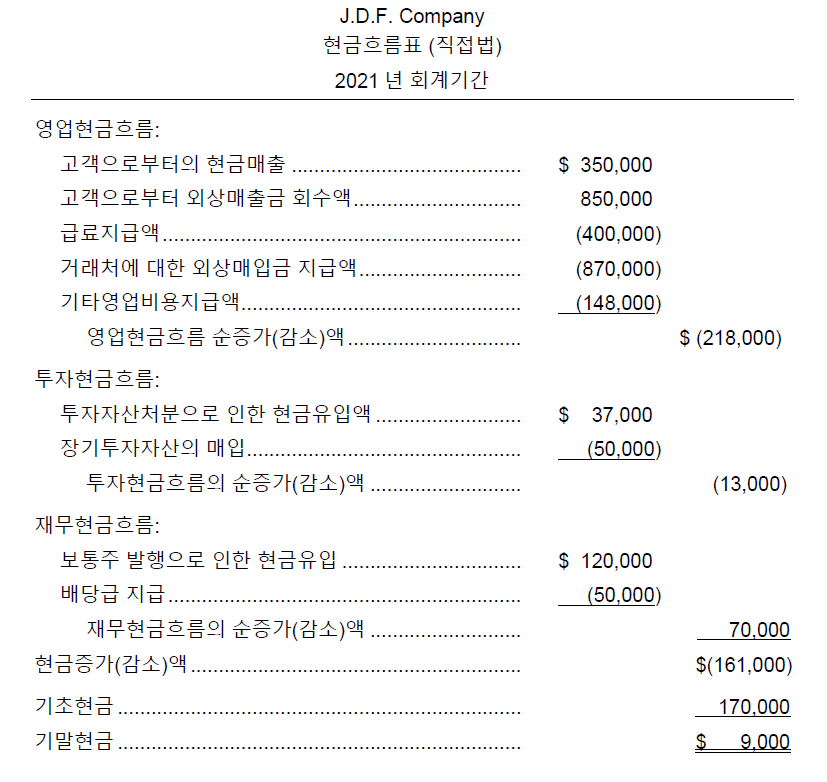 J.D.F. Company
현금흐름표 (직접법)
2021 년 회계기간
영업현금흐름:
고객으로부터의 현금매출 ........................................ $ 350,000
고객으로부터 외상매출금 회수액.............................. 850,000
급료지급액................................................................ (400,000)
거래처에 대한 외상매입금 지급액............................. (870,000)
기타영업비용지급액.................................................. (148,000)
영업현금흐름 순증가(감소)액............................... $ (218,000)
투자현금흐름:
투자자산처분으로 인한 현금유입액 .......................... $ 37,000
장기투자자산의 매입................................................. (50,000)
투자현금흐름의 순증가(감소)액 ........................... (13,000)
재무현금흐름:
보통주 발행으로 인한 현금유입 ................................ $ 120,000
배당급 지급 ............................................................... (50,000)
재무현금흐름의 순증가(감소)액 ........................... 70,000
현금증가(감소)액........................................................... $(161,000)
기초현금 ........................................................................ 170,000
기말현금 ........................................................................ $ 9,000